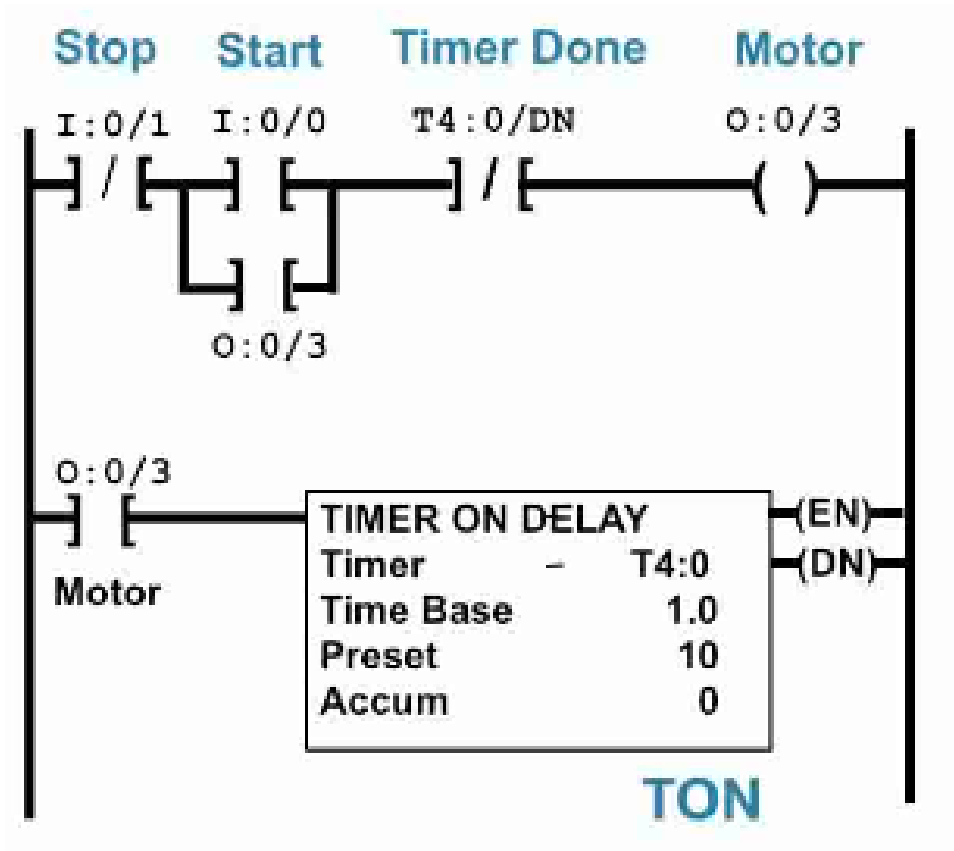 Stop Start Timer Done Motor
I:0/1 I:0/0 T4:0/DN O:0/3
O:0/3
O:0/3
Motor
TIMER ON DELAY
Timer - T4:0
Time Base 1.0
Preset 10
Accum 0
(EN)
(DN)
TON